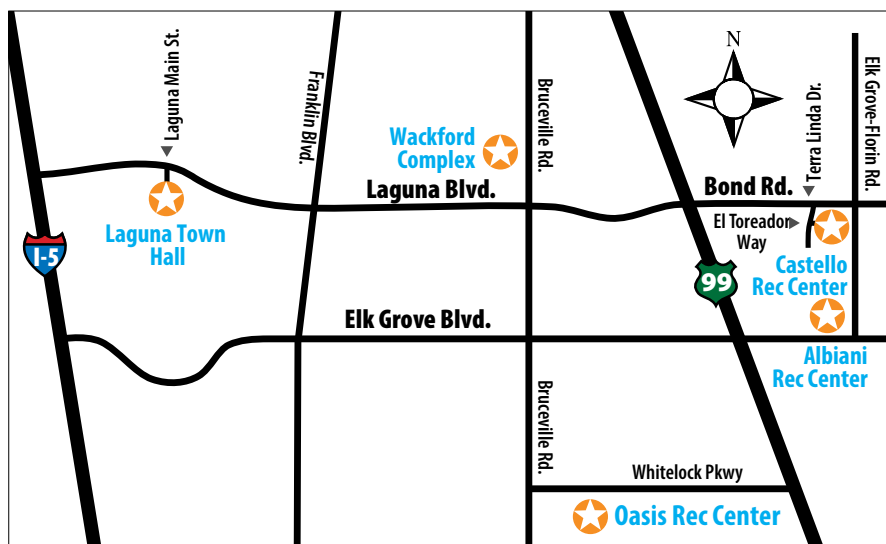 N
Laguna Main St.
Franklin Blvd.
Bruceville Rd.
Terra Linda Dr.
Elk Grove-Florin Rd.
Wackford
Complex
Laguna Blvd.
Bond Rd.
El Toreador
Way
Laguna Town
Hall
I-5
Castello
Rec Center
99
Elk Grove Blvd.
Albiani
Rec Center
Bruceville Rd.
Whitelock Pkwy
Oasis Rec Center